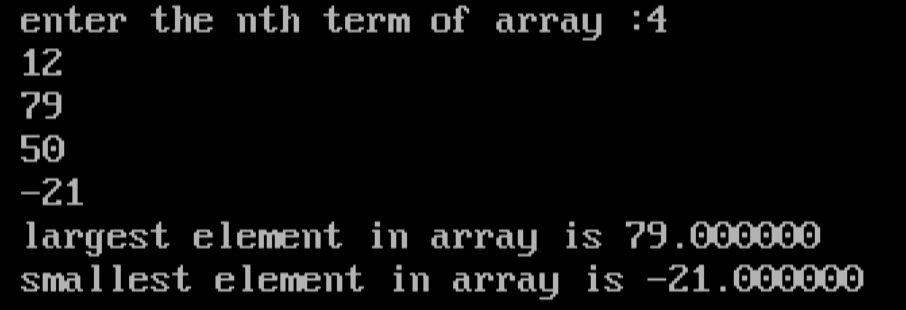 enter the nth term of array :4
12
79
50
-21
largest element in array is 79.000000
smallest element in array is -21.000000